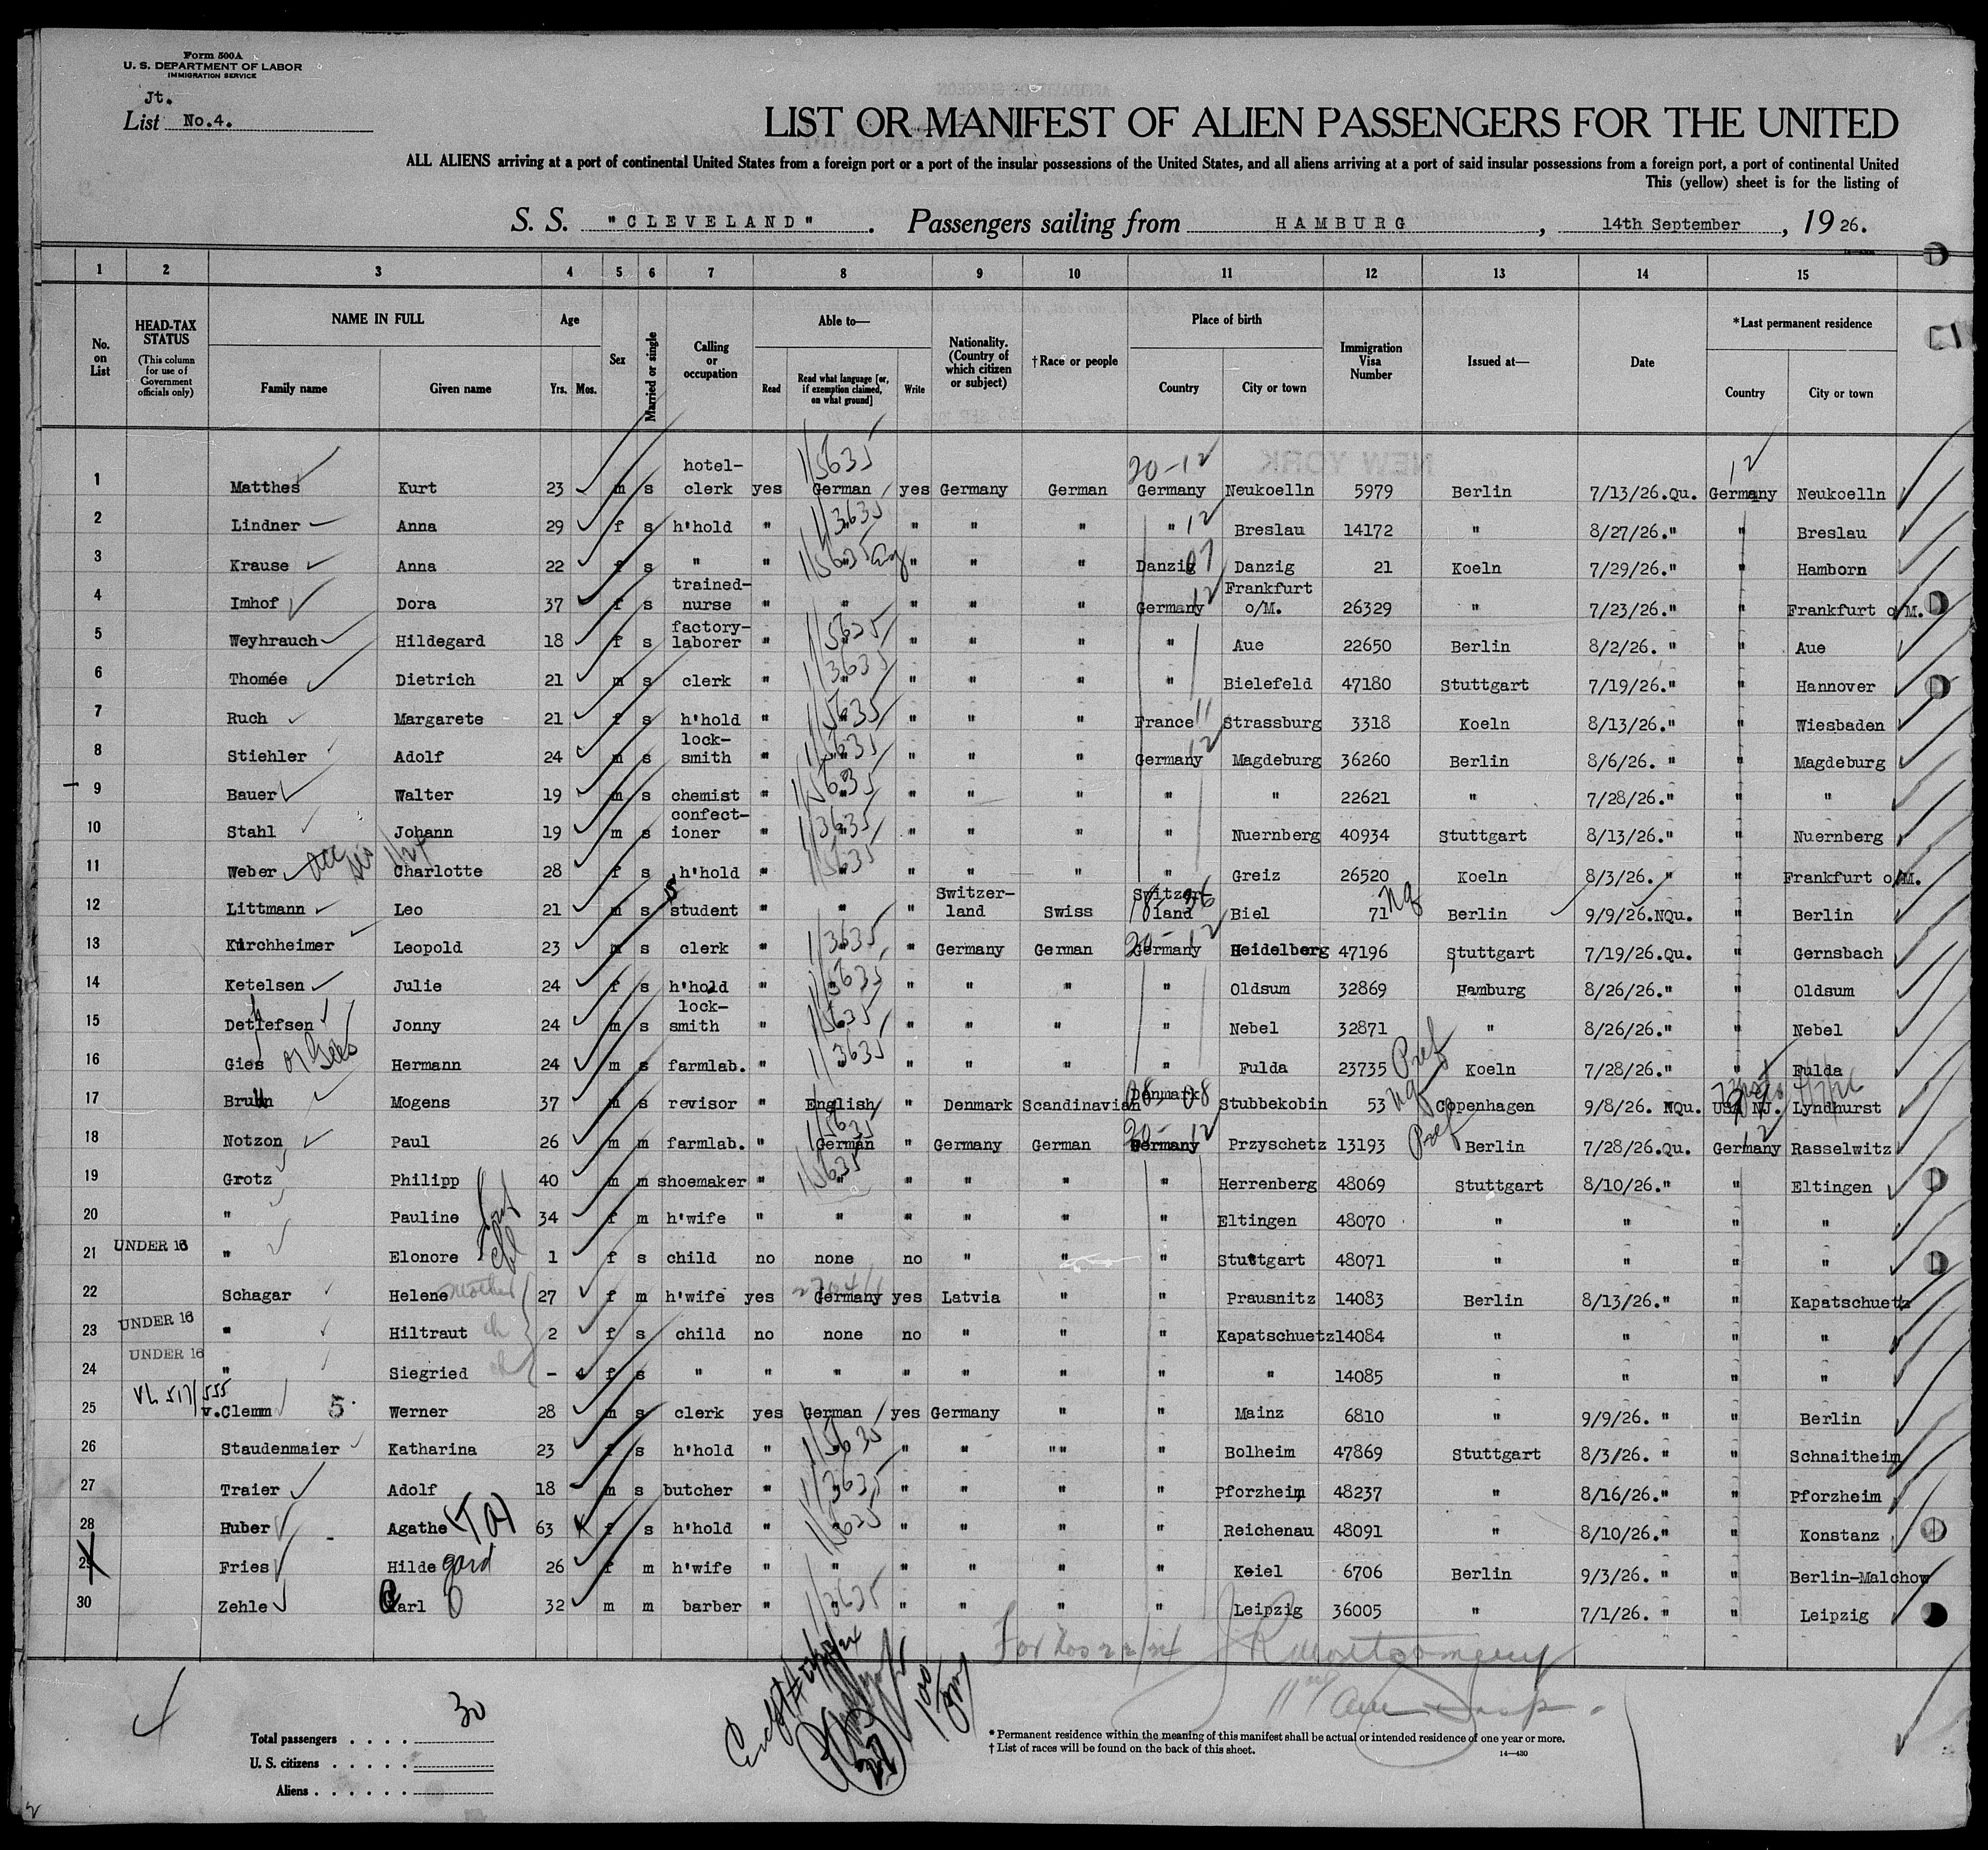 Form 500A
U. S. DEPARTMENT OF LABOR
IMMIGRATION SERVICE
Jt.
List No.4.
LIST OR MANIFEST OF ALIEN PASSENGERS FOR THE UNITED
ALL ALIENS arriving at a port of continental United States from a foreign port or a port of the insular possessions of the United States, and all aliens arriving at a port of said insular possessions from a foreign port, a port of continental United
This (yellow) sheet is for the listing of
S. S. "CLEVELAND". Passengers sailing from HAMBURG, 14th September, 19 26.
1 2 3 4 5 6 7 8 9 10 11 12 13 14 15
No. on List
HEAD-TAX STATUS (This column for use of Government officials only)
NAME IN FULL Family name Given name
Age Yrs. Mos.
Sex
Married or single
Calling or occupation
Able to— Read Read what language [or, if exemption claimed, on what ground] Write
Nationality. (Country of which citizen or subject)
†Race or people
Place of birth Country City or town
Immigration Visa Number
Issued at—
Date
*Last permanent residence Country City or town
NEW YORK
1 Matthes Kurt 23 m s hotel-clerk yes German yes Germany German Germany Neukoelln 5979 Berlin 7/13/26.Qu. Germany Neukoelln
2 Lindner Anna 29 f s h'hold " " " " " " Breslau 14172 " 8/27/26." " Breslau
3 Krause Anna 22 f s " " " " " " Danzig Danzig 21 Koeln 7/29/26." " Hamborn
4 Imhof Dora 37 f s trained-nurse " " " " " Germany Frankfurt o/M. 26329 " 7/23/26." " Frankfurt o/M.
5 Weyhrauch Hildegard 18 f s factory-laborer " " " " " " Aue 22650 Berlin 8/2/26. " " Aue
6 Thomée Dietrich 21 m s clerk " " " " " " Bielefeld 47180 Stuttgart 7/19/26." " Hannover
7 Ruch Margarete 21 f s h'hold " " " " " France Strassburg 3318 Koeln 8/13/26." " Wiesbaden
8 Stiehler Adolf 24 m s lock-smith " " " " " Germany Magdeburg 36260 Berlin 8/6/26. " " Magdeburg
9 Bauer Walter 19 m s chemist " " " " " " " 22621 " 7/28/26." " "
10 Stahl Johann 19 m s confect-ioner " " " " " " Nuernberg 40934 Stuttgart 8/13/26." " Nuernberg
11 Weber Charlotte 28 f s h'hold " " " " " " Greiz 26520 Koeln 8/3/26. " " Frankfurt o/M.
12 Littmann Leo 21 m s student " " " Switzer-land Swiss Switzer-land Biel 71 Berlin 9/9/26.NQu. " Berlin
13 Kirchheimer Leopold 23 m s clerk " " " Germany German Germany Heidelberg 47196 Stuttgart 7/19/26.Qu. " Gernsbach
14 Ketelsen Julie 24 f s h'hold " " " " " " Oldsum 32869 Hamburg 8/26/26." " Oldsum
15 Detlefsen Jonny 24 m s lock-smith " " " " " " Nebel 32871 " 8/26/26." " Nebel
16 Gies or Gees Hermann 24 m s farmlab. " " " " " " Fulda 23735 Pref Koeln 7/28/26." " Fulda
17 Bruhn Mogens 37 m s revisor " English " Denmark Scandinavian Denmark Stubbekobin 53 nq Copenhagen 9/8/26. NQu. USA NJ. Lyndhurst
18 Notzon Paul 26 m m farmlab. " German " Germany German Germany Przyschetz 13193 Pref Berlin 7/28/26.Qu. Germany Rasselwitz
19 Grotz Philipp 40 m m shoemaker " " " " " " Herrenberg 48069 Stuttgart 8/10/26." " Eltingen
20 " Pauline 34 f m h'wife " " " " " " Eltingen 48070 " " " "
UNDER 16
21 " Elonore 1 f s child no none no " " " Stuttgart 48071 " " " "
22 Schagar Helene mother 27 f m h'wife yes Germany yes Latvia " " Prausnitz 14083 Berlin 8/13/26." " Kapatschuetz
UNDER 16
23 " Hiltraut ch 2 f s child no none no " " " Kapatschuetz 14084 " " " "
UNDER 16
24 " Siegried ch - f s " " " " " " " " 14085 " " " "
25 v.Clemm 5. Werner 28 m s clerk yes German yes Germany " " Mainz 6810 " 9/9/26. " " Berlin
26 Staudenmaier Katharina 23 f s h'hold " " " " "" " Bolheim 47869 Stuttgart 8/3/26. " " Schnaitheim
27 Traier Adolf 18 m s butcher " " " " " " Pforzheim 48237 " 8/16/26." " Pforzheim
28 Huber Agathe 63 f s h'hold " " " " " " Reichenau 48091 " 8/10/26." " Konstanz
29 Fries Hildegard 26 f m h'wife " " " " " " Keiel 6706 Berlin 9/3/26. " " Berlin-Malchow
30 Zehle Carl 32 m m barber " " " " " " Leipzig 36005 " 7/1/26. " " Leipzig
For Nos 22/24
Total passengers . . . . 30
U. S. citizens . . . . .
Aliens . . . . . .
* Permanent residence within the meaning of this manifest shall be actual or intended residence of one year or more.
† List of races will be found on the back of this sheet.
14—430